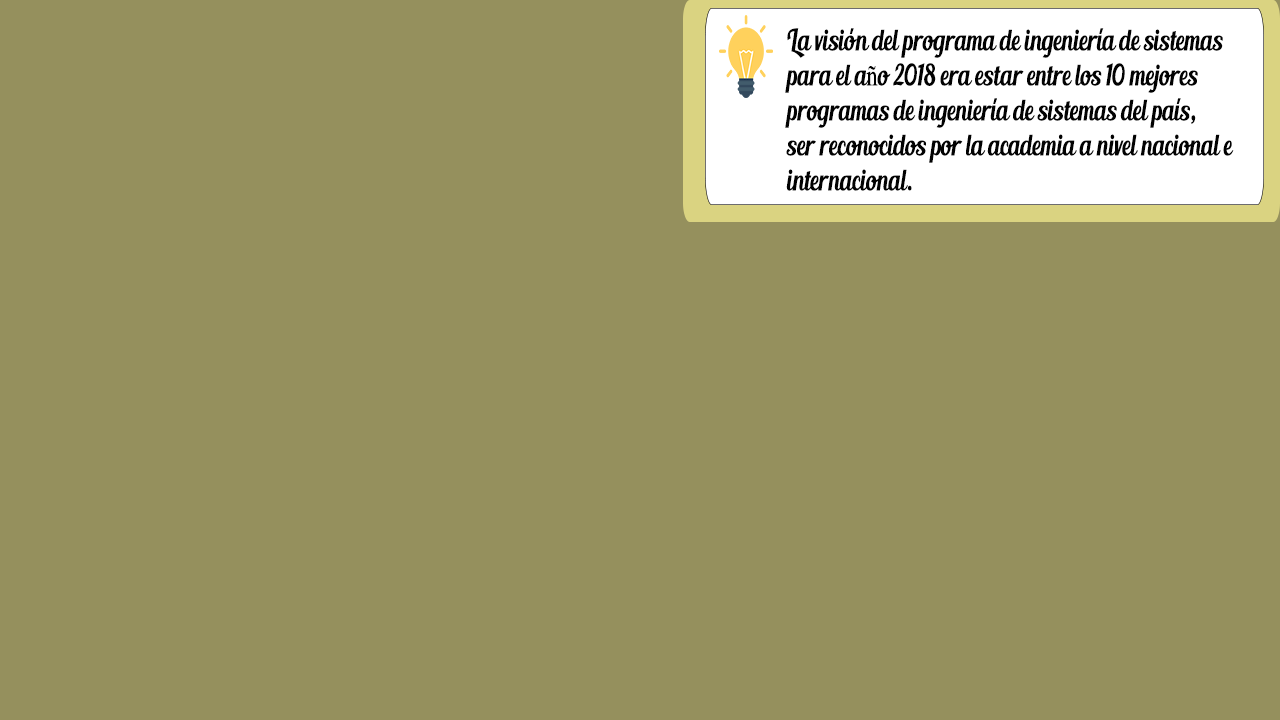 La visión del programa de ingeniería de sistemas
para el año 2018 era estar entre los 10 mejores
programas de ingeniería de sistemas del país,
ser reconocidos por la academia a nivel nacional e
internacional.